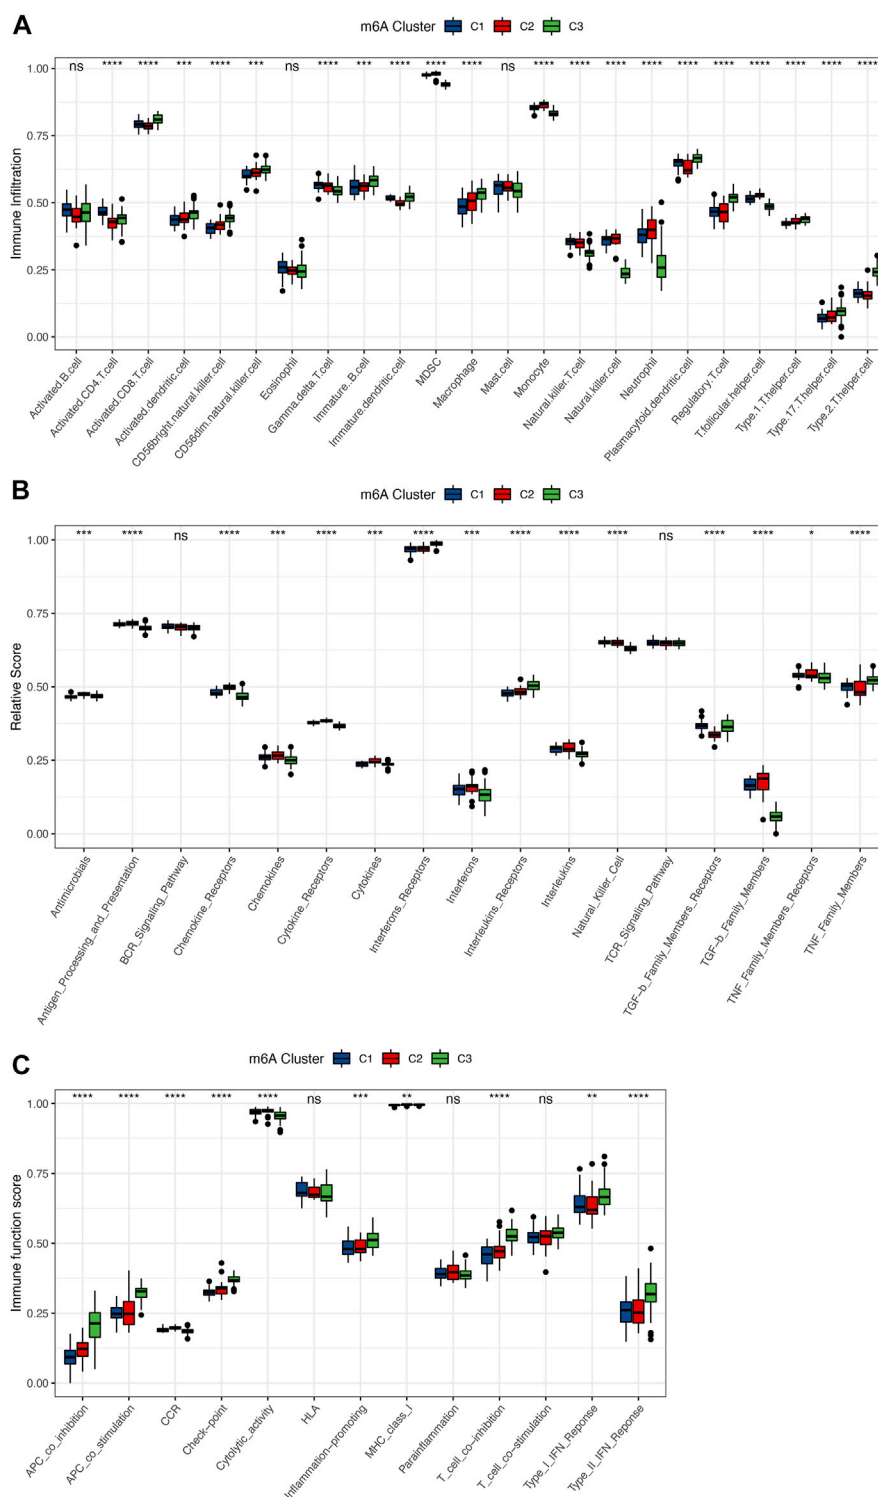 A
m6A Cluster C1 C2 C3
ns **** **** *** **** *** ns **** *** *** **** **** ns **** **** **** **** **** **** **** **** **** ****
1.00
0.75
0.50
0.25
0.00
Immune Infiltration
Activated.B.cell
Activated.CD4.T.cell
Activated.CD8.T.cell
Activated.dendritic.cell
CD56bright.natural.killer.cell
CD56dim.natural.killer.cell
Eosinophil
Gamma.delta.T.cell
Immature..B.cell
Immature.dendritic.cell
MDSC
Macrophage
Mast.cell
Monocyte
Natural.killer.T.cell
Natural.killer.cell
Neutrophil
Plasmacytoid.dendritic.cell
Regulatory.T.cell
T.follicular.helper.cell
Type.1.T.helper.cell
Type.17.T.helper.cell
Type.2.T.helper.cell
B
m6A Cluster C1 C2 C3
*** **** ns **** *** **** *** **** *** **** **** **** ns **** **** * ****
1.00
0.75
0.50
0.25
0.00
Relative Score
Antimicrobials
Antigen_Processing_and_Presentation
BCR_Signaling_Pathway
Chemokine_Receptors
Chemokines
Cytokine_Receptors
Cytokines
Interferons_Receptors
Interferons
Interleukins_Receptors
Interleukins
Natural_Killer_Cell
TCR_Signaling_Pathway
TGF-b_Family_Members_Receptors
TGF-b_Family_Members
TNF_Family_Members_Receptors
TNF_Family_Members
C
m6A Cluster C1 C2 C3
**** **** **** **** **** ns *** ** ns **** ns ** ****
1.00
0.75
0.50
0.25
0.00
Immune function score
APC_co_inhibition
APC_co_stimulation
CCR
Check-point
Cytolytic_activity
HLA
Inflammation-promoting
MHC_class_I
Parainflammation
T_cell_co-inhibition
T_cell_co-stimulation
Type_I_IFN_Reponse
Type_II_IFN_Reponse